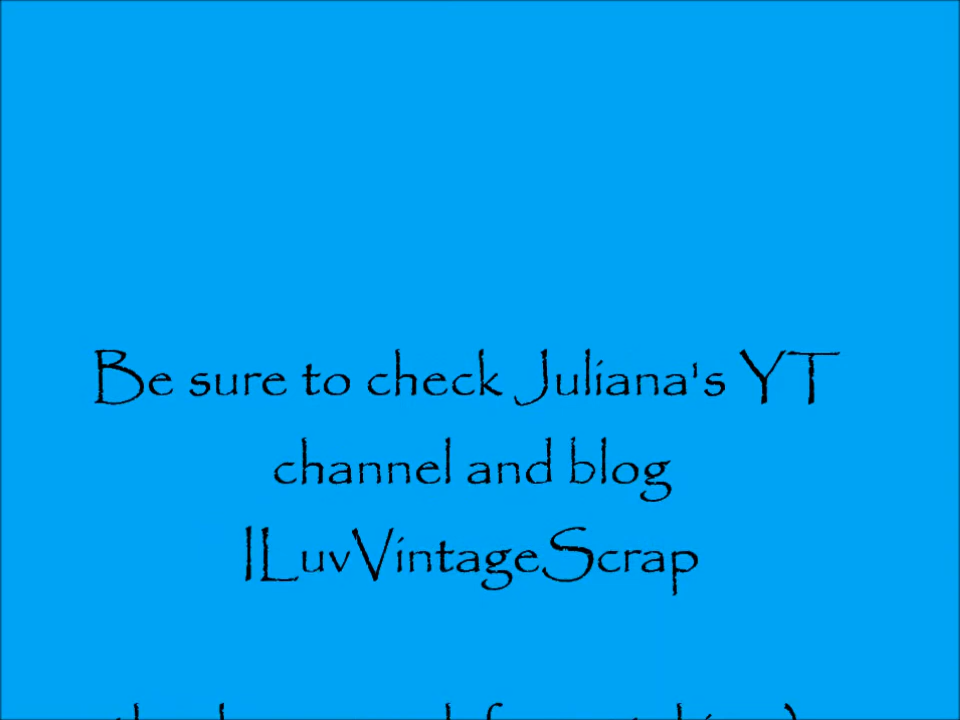 Be sure to check Juliana's YT
channel and blog
ILuvVintageScrap